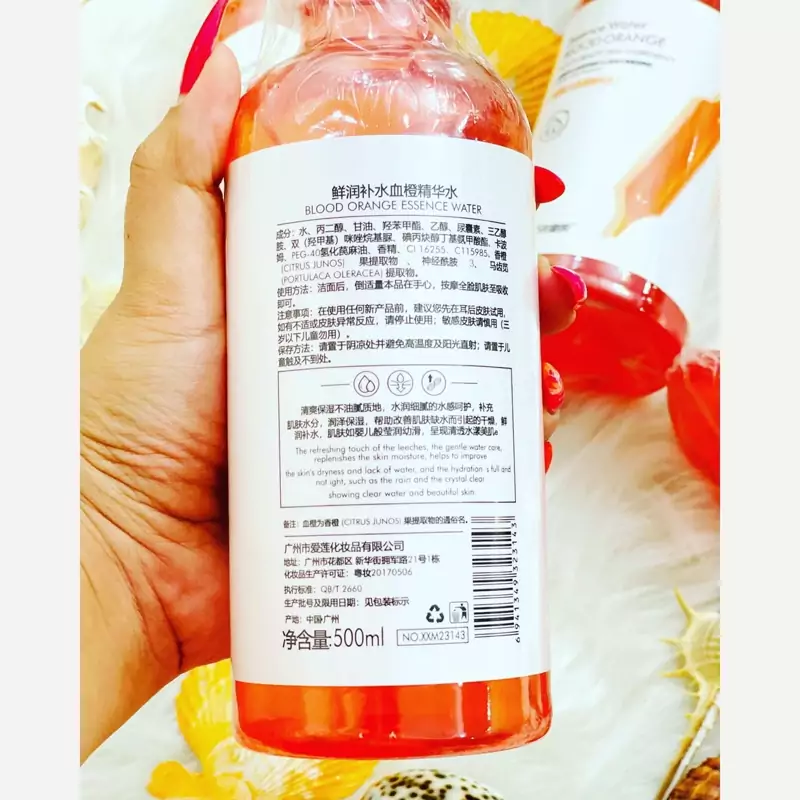 Essence Water
BLOOD ORANGE
鲜润补水血橙精华水
BLOOD ORANGE ESSENCE WATER
成分：水、丙二醇、甘油、羟苯甲酯、乙醇、尿囊素、三乙醇
胺、双（羟甲基）咪唑烷基脲、碘丙炔醇丁基氨甲酸酯、卡波
姆、PEG-40氢化蓖麻油、香精、CI 16255、C115985、香橙
(CITRUS JUNOS) 果提取物、神经酰胺 3、马齿苋
(PORTULACA OLERACEA) 提取物。
使用方法：洁面后，倒适量本品在手心，按摩全脸肌肤至吸收
即可。
注意事项：在使用任何新产品前，建议您先在耳后皮肤试用，
如有不适或皮肤异常反应，请停止使用；敏感皮肤请慎用（三
岁以下儿童勿用）。
保存方法：请置于阴凉处并避免高温度及阳光直射；请置于儿
童触及不到处。
清爽保湿不油腻质地，水润细腻的水感呵护，补充
肌肤水分，润泽保湿，帮助改善肌肤缺水而引起的干燥，鲜
润补水，肌肤如婴儿般莹润幼滑，呈现清透水漾美肌。
The refreshing touch of the leeches, the gentle water care,
replenishes the skin moisture, helps to improve
the skin's dryness and lack of water, and the hydration s full and
not ight, such as the rain and the crystal clear
showing clear water and beautiful skin.
备注：血橙为香橙 (CITRUS JUNOS) 果提取物的通俗名。
广州市爱莲化妆品有限公司
地址：广州市花都区 新华街拥军路21号1栋
化妆品生产许可证：粤妆20170506
执行标准：QB/T 2660
生产批号及限用日期：见包装标示
产地：中国·广州
净含量:500ml
NO.XXM23143
6941349323143